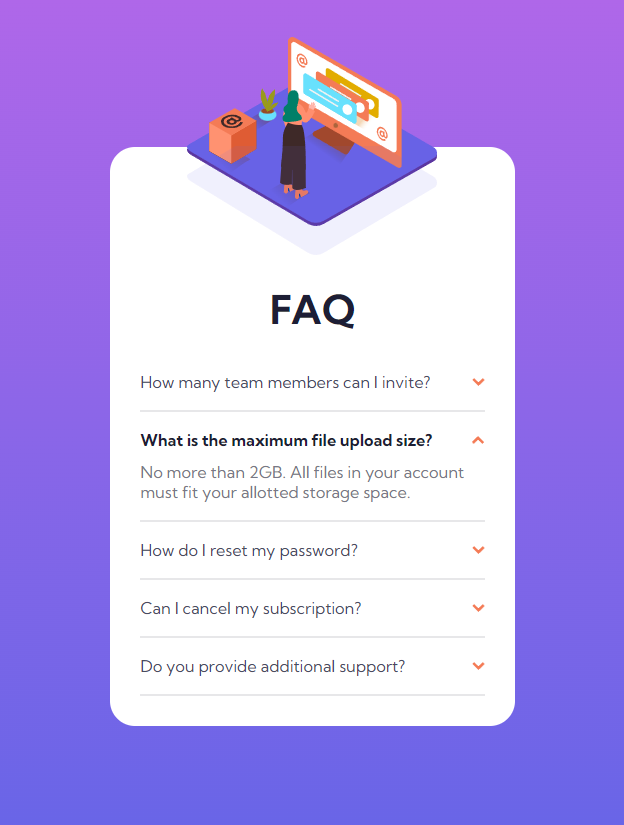 FAQ
How many team members can I invite?
What is the maximum file upload size?
No more than 2GB. All files in your account
must fit your allotted storage space.
How do I reset my password?
Can I cancel my subscription?
Do you provide additional support?